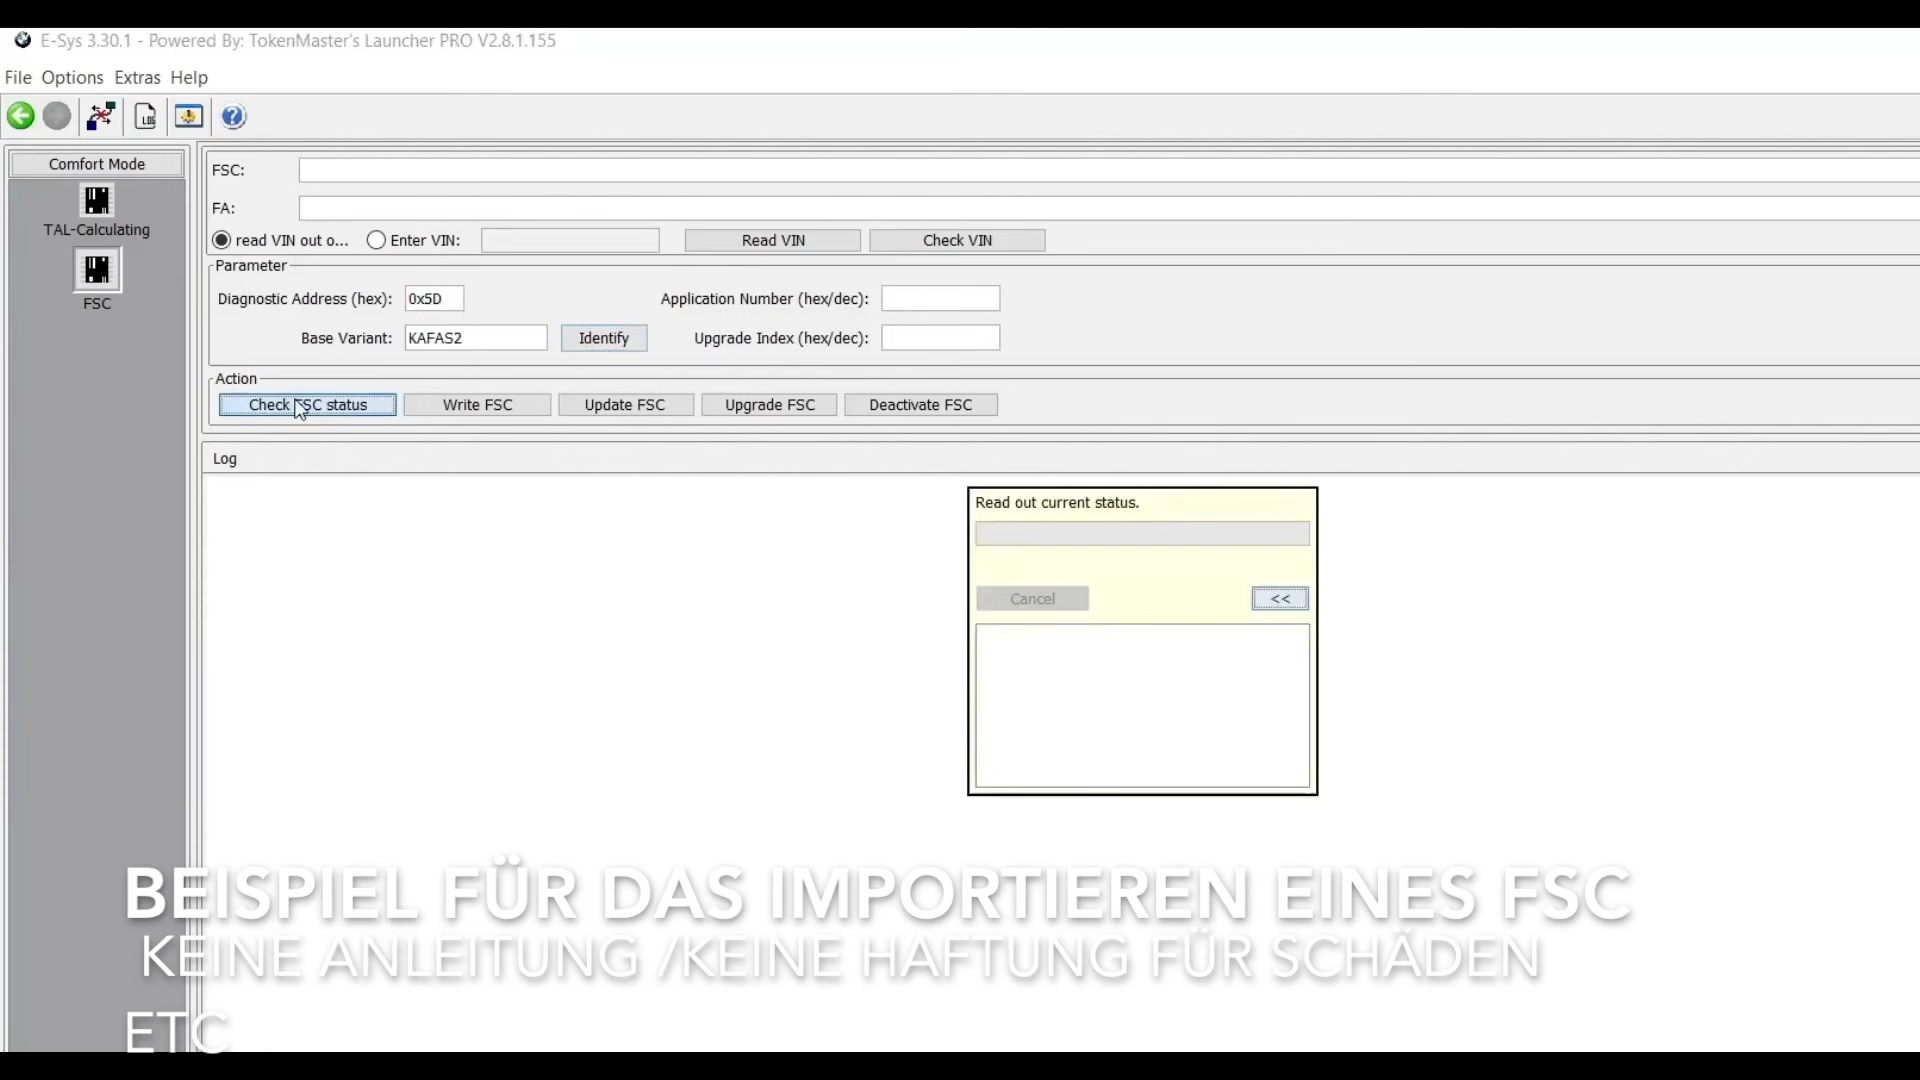 E-Sys 3.30.1 - Powered By: TokenMaster's Launcher PRO V2.8.1.155
File Options Extras Help
LOG
Comfort Mode
TAL-Calculating
FSC
FSC:
FA:
read VIN out o... Enter VIN: Read VIN Check VIN
Parameter
Diagnostic Address (hex): 0x5D Application Number (hex/dec):
Base Variant: KAFAS2 Identify Upgrade Index (hex/dec):
Action
Check FSC status Write FSC Update FSC Upgrade FSC Deactivate FSC
Log
Read out current status.
Cancel <<
BEISPIEL FÜR DAS IMPORTIEREN EINES FSC
KEINE ANLEITUNG /KEINE HAFTUNG FÜR SCHÄDEN
ETC